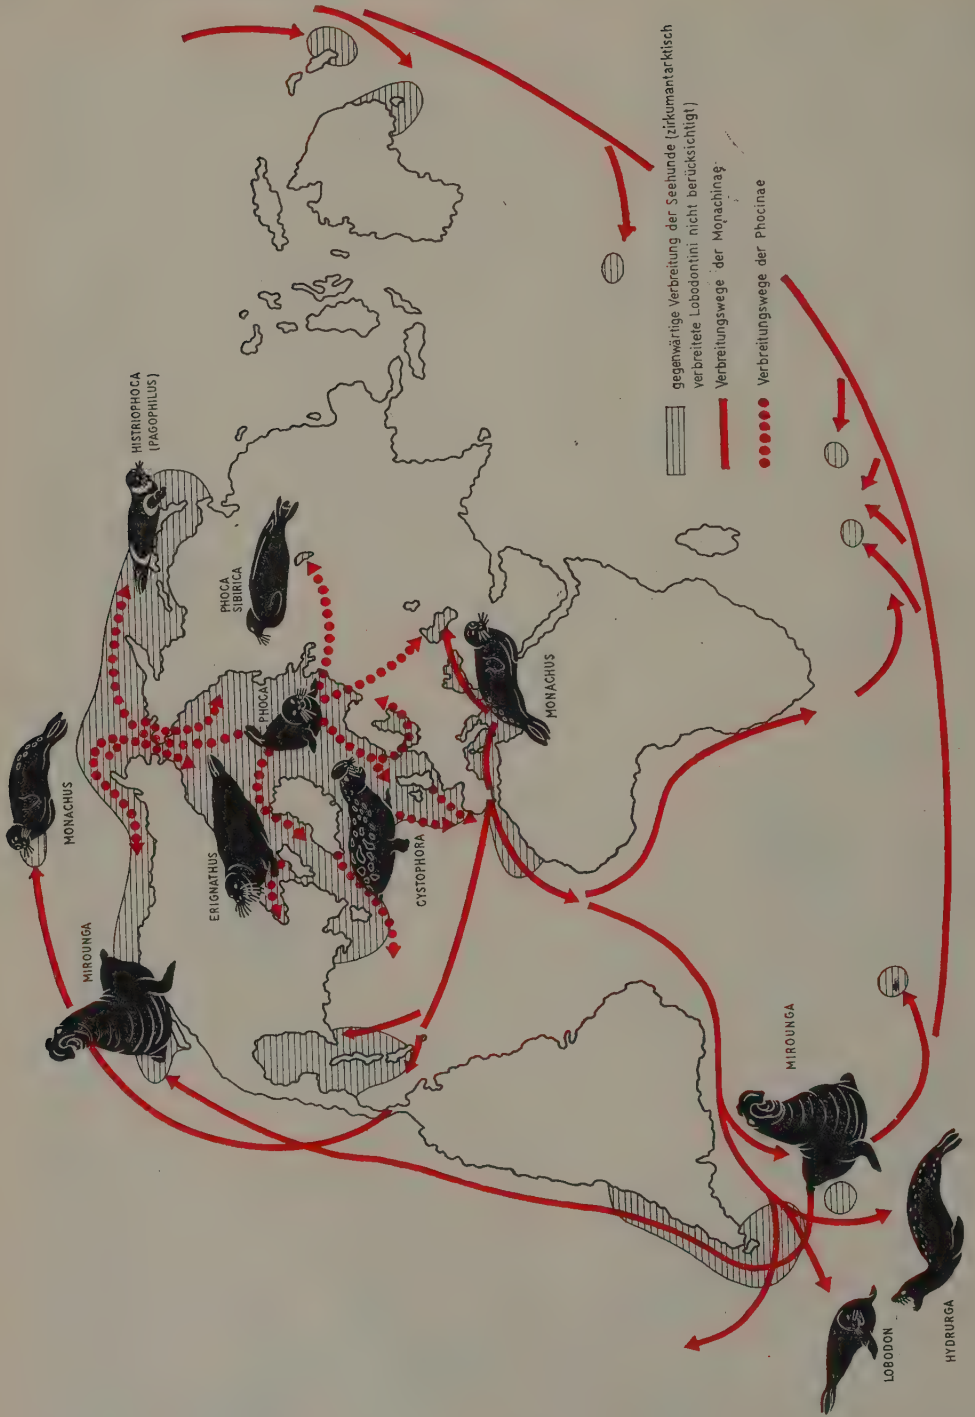 HISTRIOPHOCA
(PAGOPHILUS)
MONACHUS
PHOCA
SIBIRICA
MIROUNGA
PHOCA
ERIGNATHUS
MONACHUS
CYSTOPHORA
MIROUNGA
LOBODON
HYDRURGA
gegenwärtige Verbreitung der Seehunde (zirkumantarktisch
verbreitete Lobodontini nicht berücksichtigt)
Verbreitungswege der Monachinae
Verbreitungswege der Phocinae